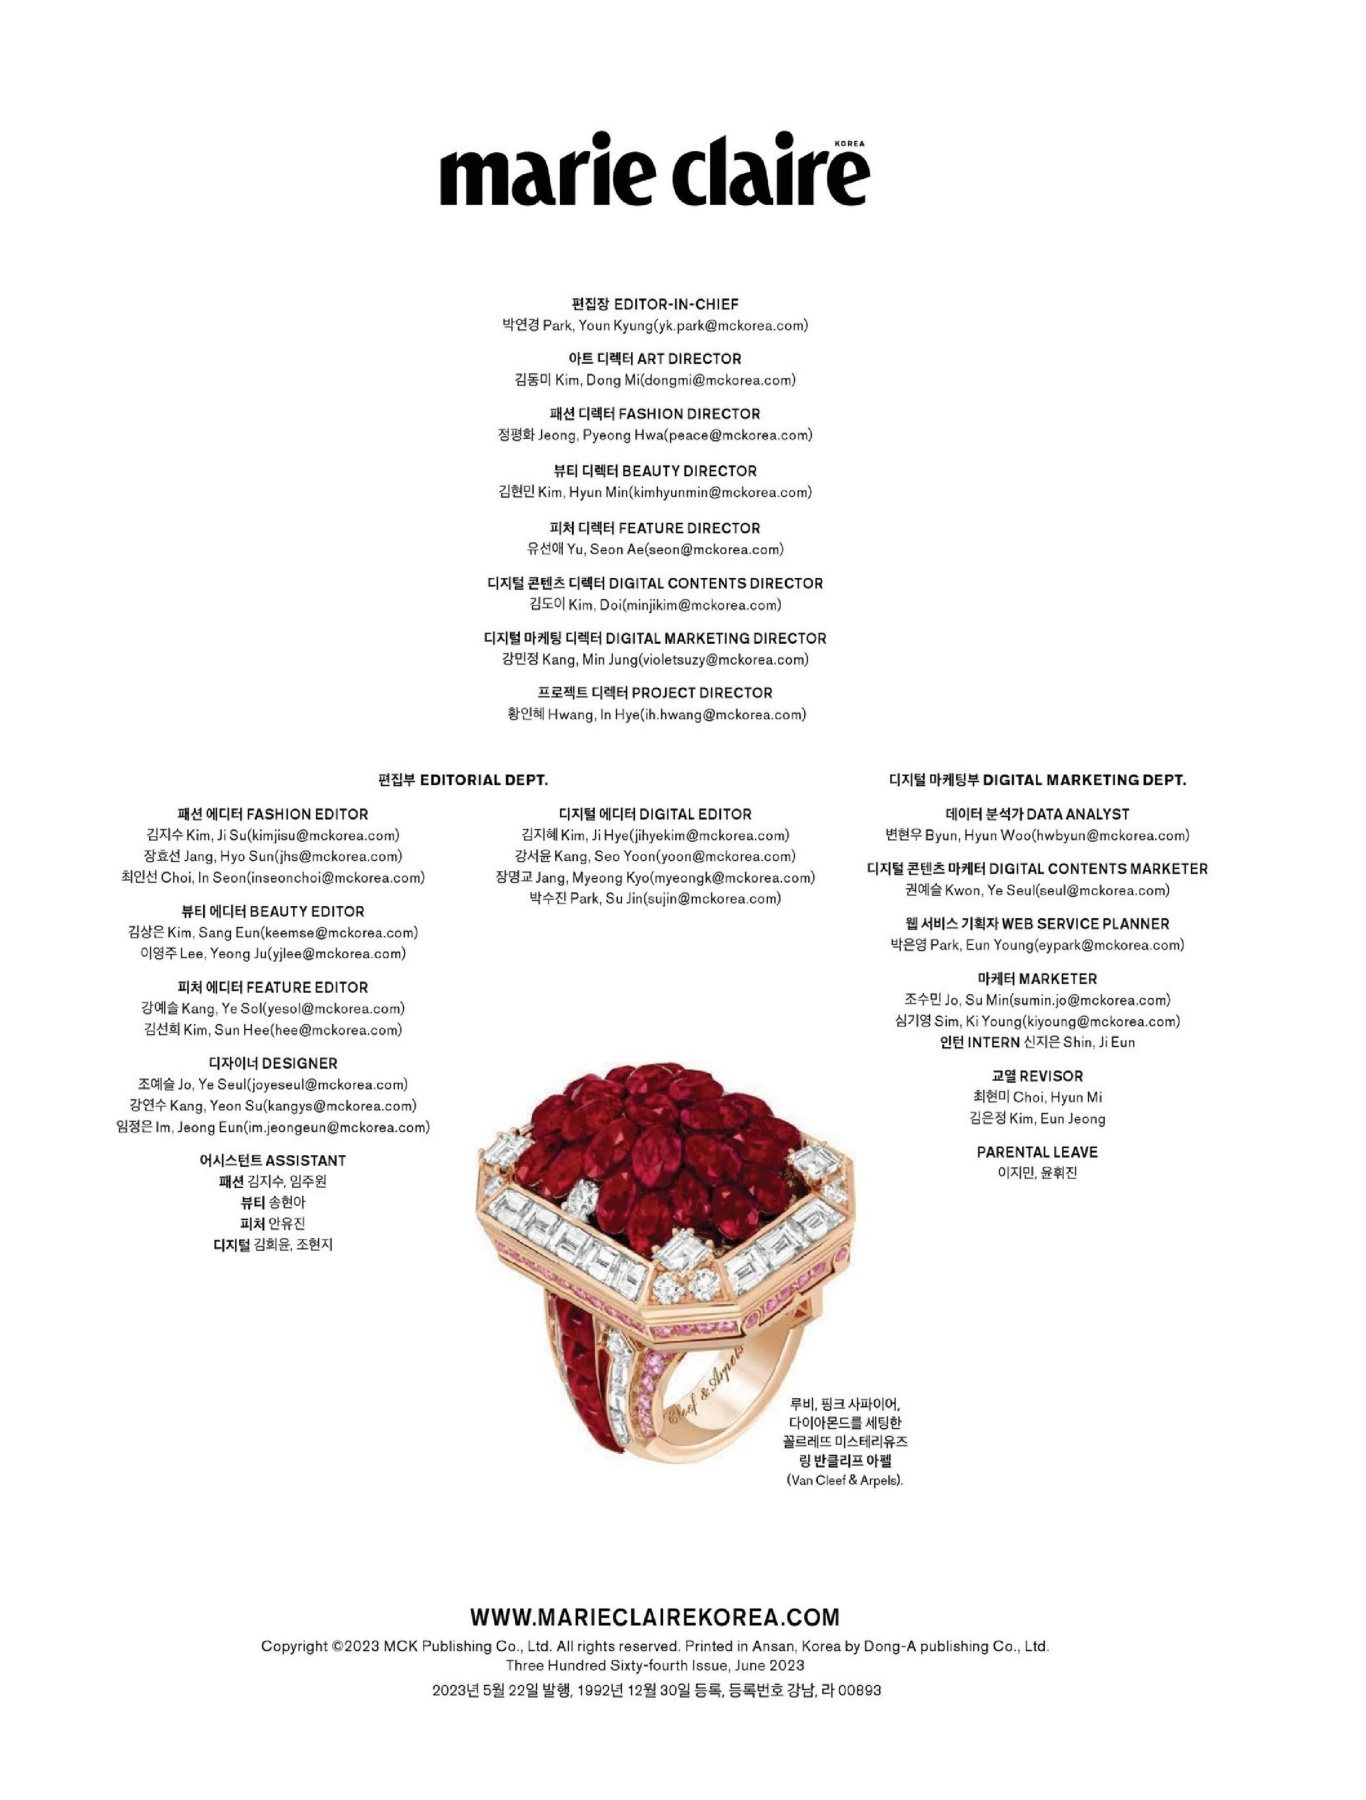 marie claire
KOREA
편집장 EDITOR-IN-CHIEF
박연경 Park, Youn Kyung(yk.park@mckorea.com)
아트 디렉터 ART DIRECTOR
김동미 Kim, Dong Mi(dongmi@mckorea.com)
패션 디렉터 FASHION DIRECTOR
정평화 Jeong, Pyeong Hwa(peace@mckorea.com)
뷰티 디렉터 BEAUTY DIRECTOR
김현민 Kim, Hyun Min(kimhyunmin@mckorea.com)
피처 디렉터 FEATURE DIRECTOR
유선애 Yu, Seon Ae(seon@mckorea.com)
디지털 콘텐츠 디렉터 DIGITAL CONTENTS DIRECTOR
김도이 Kim, Doi(minjikim@mckorea.com)
디지털 마케팅 디렉터 DIGITAL MARKETING DIRECTOR
강민정 Kang, Min Jung(violetsuzy@mckorea.com)
프로젝트 디렉터 PROJECT DIRECTOR
황인혜 Hwang, In Hye(ih.hwang@mckorea.com)
편집부 EDITORIAL DEPT.
패션 에디터 FASHION EDITOR
김지수 Kim, Ji Su(kimjisu@mckorea.com)
장효선 Jang, Hyo Sun(jhs@mckorea.com)
최인선 Choi, In Seon(inseonchoi@mckorea.com)
뷰티 에디터 BEAUTY EDITOR
김상은 Kim, Sang Eun(keemse@mckorea.com)
이영주 Lee, Yeong Ju(yjlee@mckorea.com)
피처 에디터 FEATURE EDITOR
강예솔 Kang, Ye Sol(yesol@mckorea.com)
김선희 Kim, Sun Hee(hee@mckorea.com)
디자이너 DESIGNER
조예슬 Jo, Ye Seul(joyeseul@mckorea.com)
강연수 Kang, Yeon Su(kangys@mckorea.com)
임정은 Im, Jeong Eun(im.jeongeun@mckorea.com)
어시스턴트 ASSISTANT
패션 김지수, 임주원
뷰티 송현아
피처 안유진
디지털 김희윤, 조현지
디지털 에디터 DIGITAL EDITOR
김지혜 Kim, Ji Hye(jihyekim@mckorea.com)
강서윤 Kang, Seo Yoon(yoon@mckorea.com)
장명교 Jang, Myeong Kyo(myeongk@mckorea.com)
박수진 Park, Su Jin(sujin@mckorea.com)
디지털 마케팅부 DIGITAL MARKETING DEPT.
데이터 분석가 DATA ANALYST
변현우 Byun, Hyun Woo(hwbyun@mckorea.com)
디지털 콘텐츠 마케터 DIGITAL CONTENTS MARKETER
권예슬 Kwon, Ye Seul(seul@mckorea.com)
웹 서비스 기획자 WEB SERVICE PLANNER
박은영 Park, Eun Young(eypark@mckorea.com)
마케터 MARKETER
조수민 Jo, Su Min(sumin.jo@mckorea.com)
심기영 Sim, Ki Young(kiyoung@mckorea.com)
인턴 INTERN 신지은 Shin, Ji Eun
교열 REVISOR
최현미 Choi, Hyun Mi
김은정 Kim, Eun Jeong
PARENTAL LEAVE
이지민, 윤휘진
Cleef & Arpels
루비, 핑크 사파이어,
다이아몬드를 세팅한
꼴르레뜨 미스테리유즈
링 반클리프 아펠
(Van Cleef & Arpels).
WWW.MARIECLAIREKOREA.COM
Copyright ©2023 MCK Publishing Co., Ltd. All rights reserved. Printed in Ansan, Korea by Dong-A publishing Co., Ltd.
Three Hundred Sixty-fourth Issue, June 2023
2023년 5월 22일 발행, 1992년 12월 30일 등록, 등록번호 강남, 라 00893